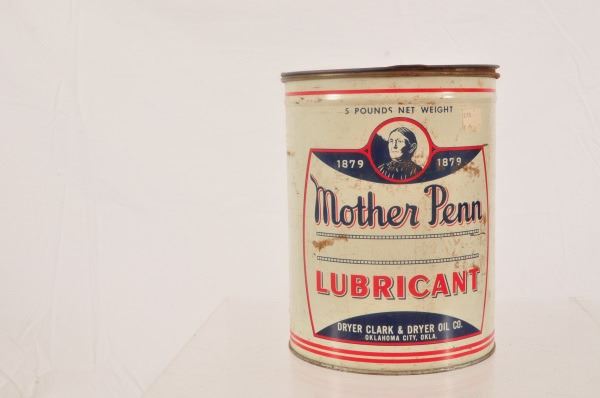 5 POUNDS NET WEIGHT
1879 1879
Mother Penn
LUBRICANT
DRYER CLARK & DRYER OIL CO.
OKLAHOMA CITY, OKLA.